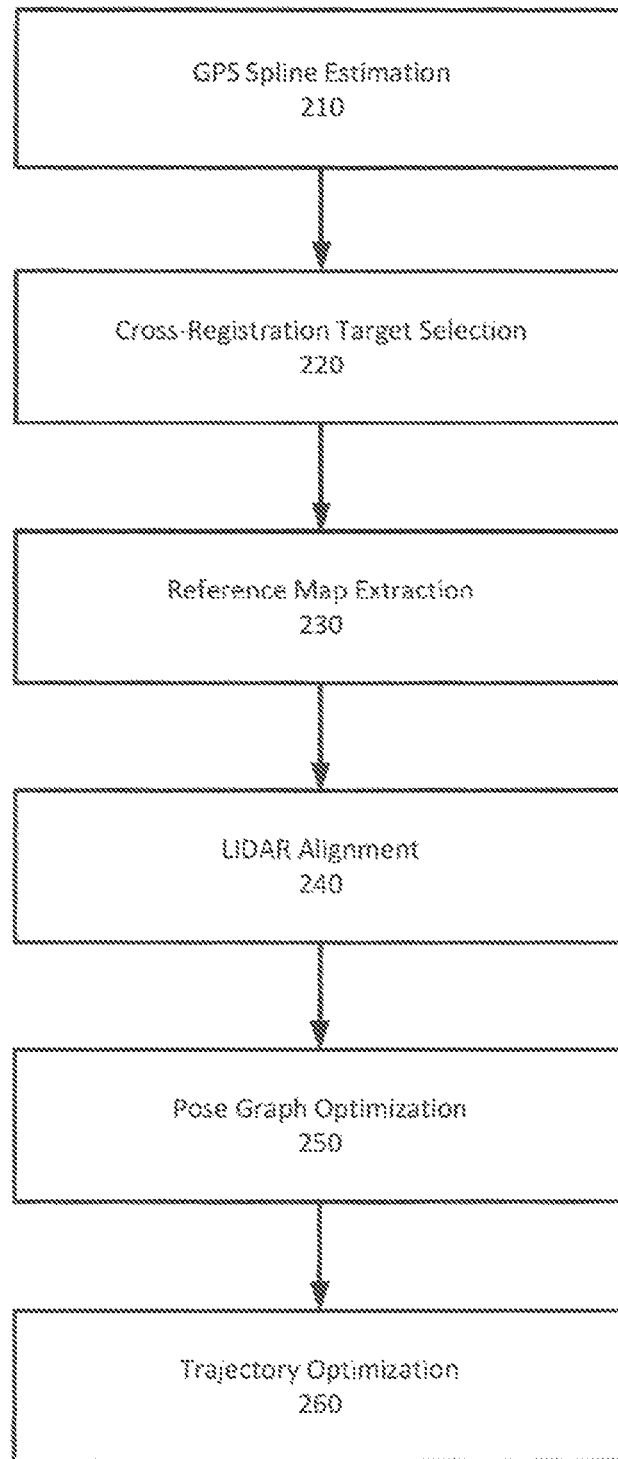 GPS Spline Estimation
210
Cross-Registration Target Selection
220
Reference Map Extraction
230
LIDAR Alignment
240
Pose Graph Optimization
250
Trajectory Optimization
260